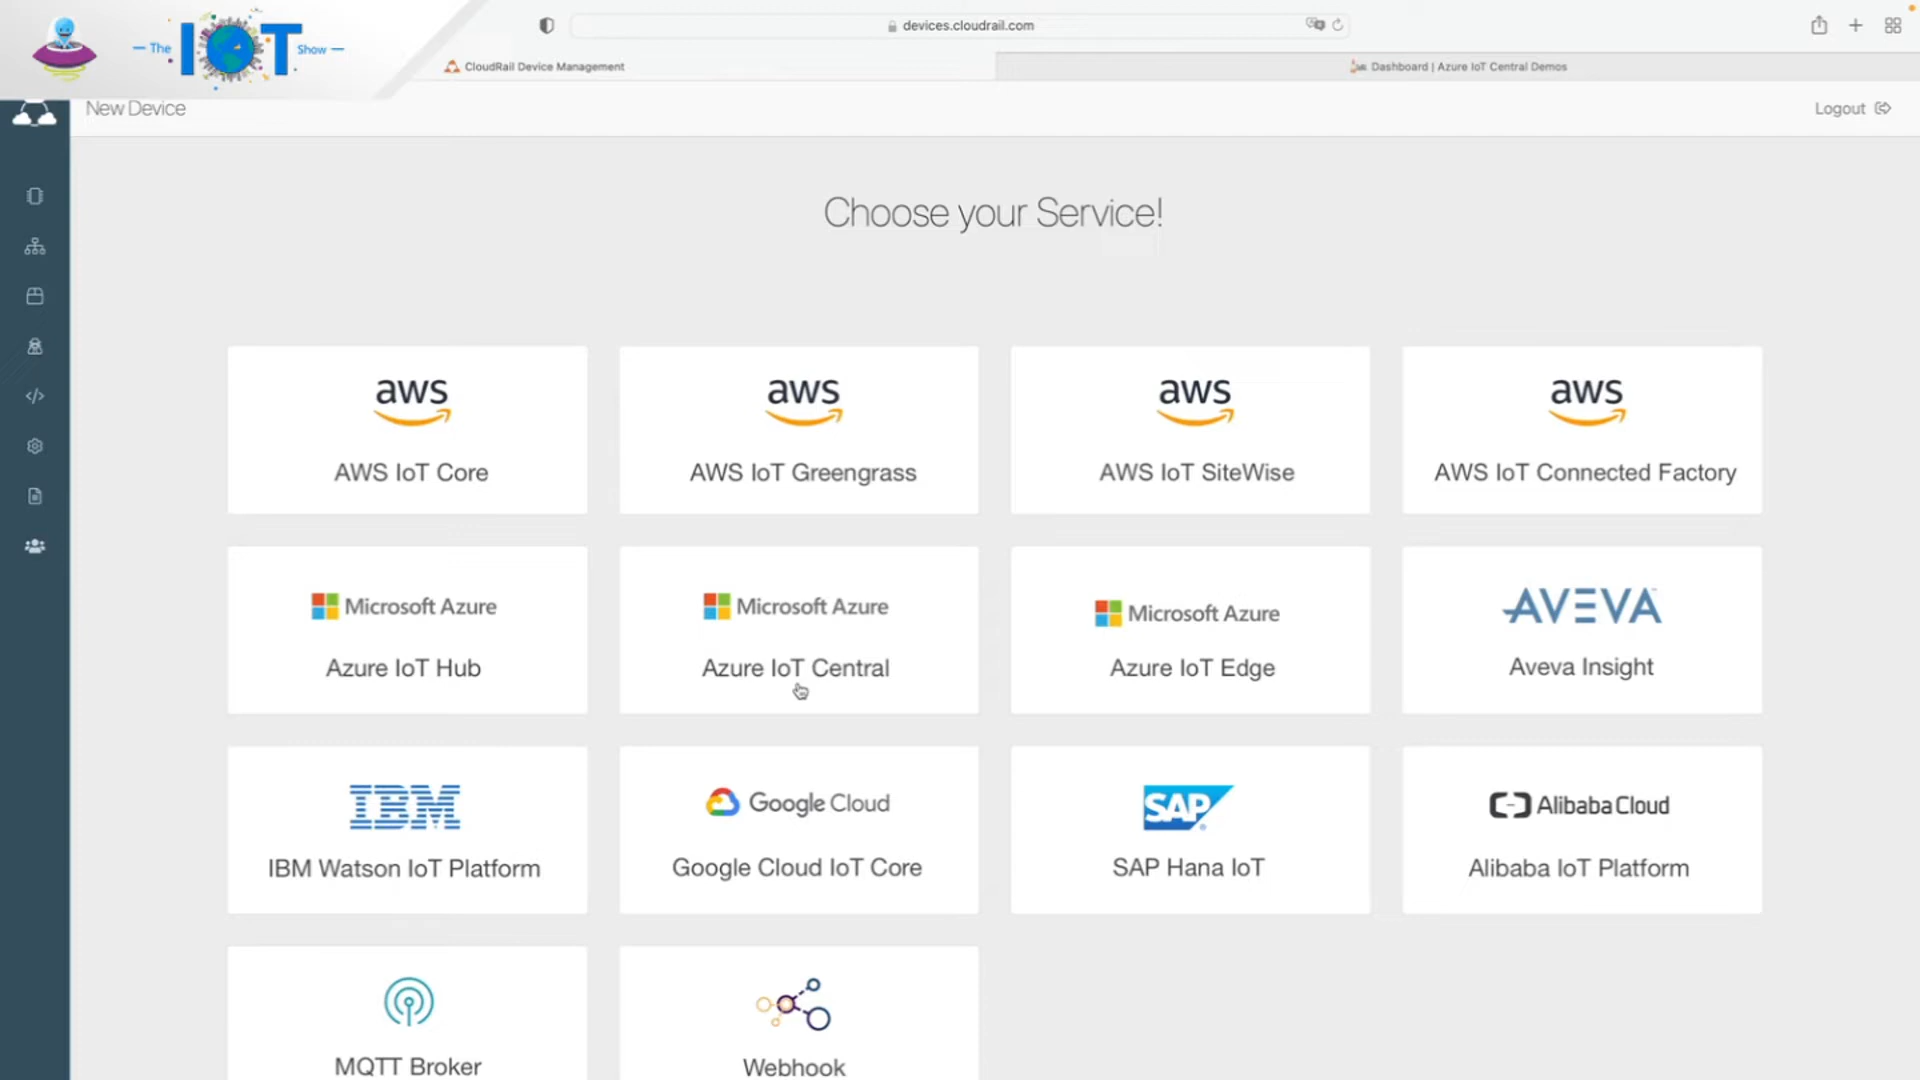 The IoT Show
devices.cloudrail.com
CloudRail Device Management
Dashboard | Azure IoT Central Demos
New Device
Logout
Choose your Service!
aws
AWS IoT Core
aws
AWS IoT Greengrass
aws
AWS IoT SiteWise
aws
AWS IoT Connected Factory
Microsoft Azure
Azure IoT Hub
Microsoft Azure
Azure IoT Central
Microsoft Azure
Azure IoT Edge
AVEVA
Aveva Insight
IBM
IBM Watson IoT Platform
Google Cloud
Google Cloud IoT Core
SAP
SAP Hana IoT
Alibaba Cloud
Alibaba IoT Platform
MQTT Broker
Webhook